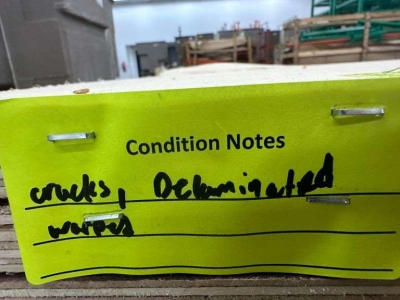 Condition Notes
cracks, Delaminated
warped